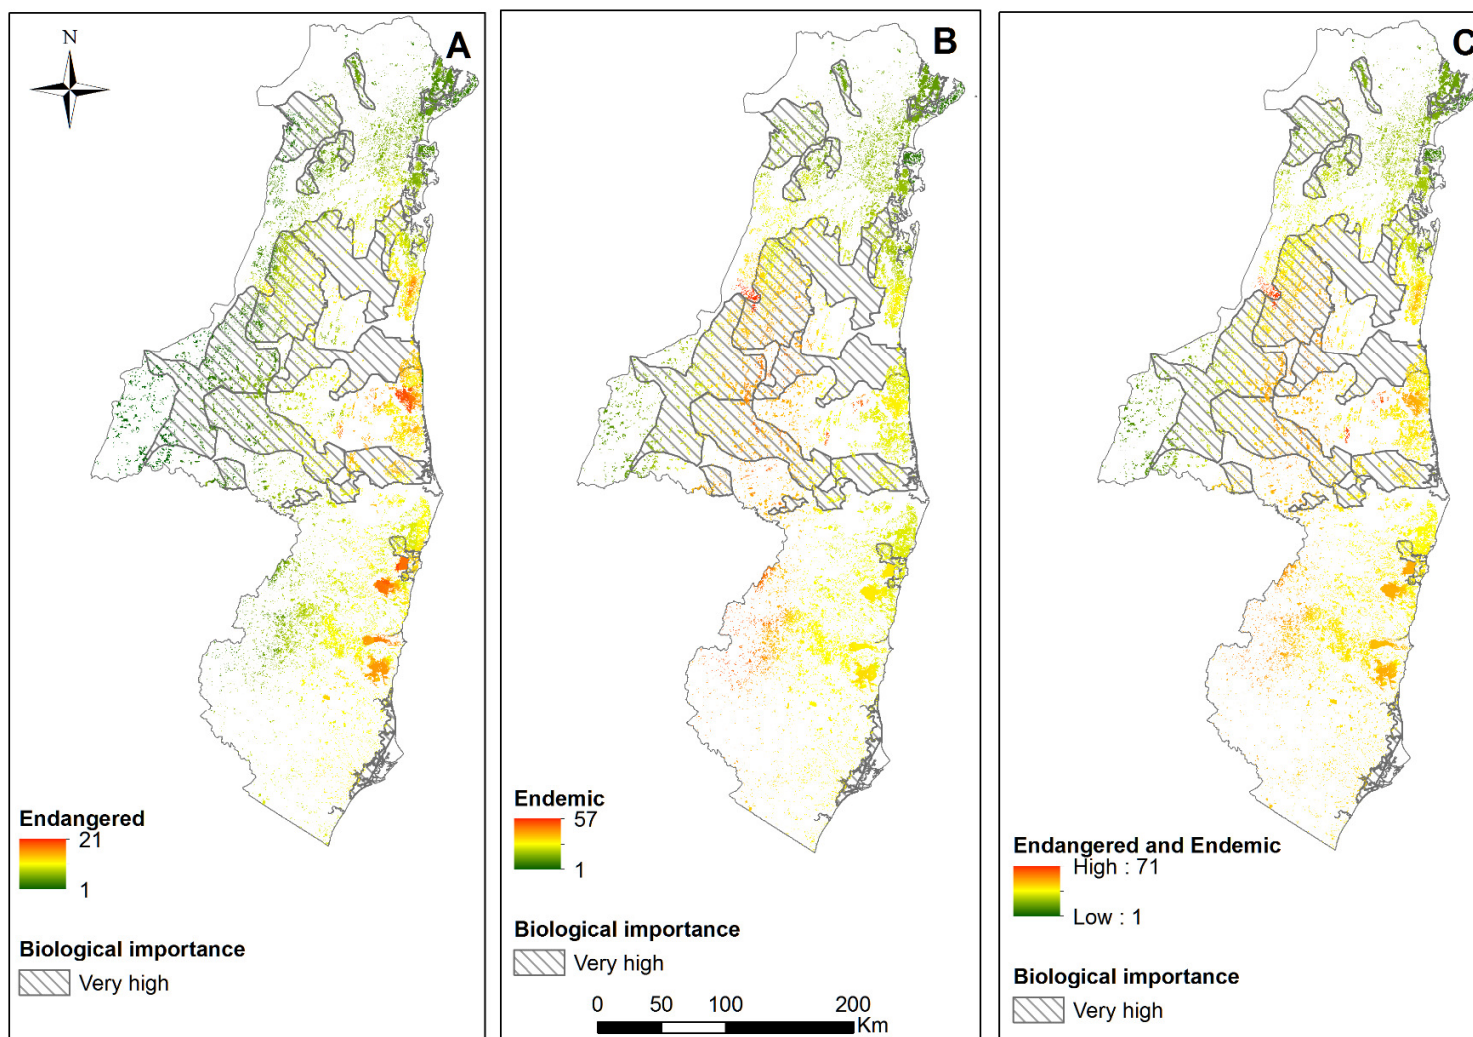 N
A
Endangered
21
1
Biological importance
Very high
B
Endemic
57
1
Biological importance
Very high
0 50 100 200
Km
C
Endangered and Endemic
High : 71
Low : 1
Biological importance
Very high